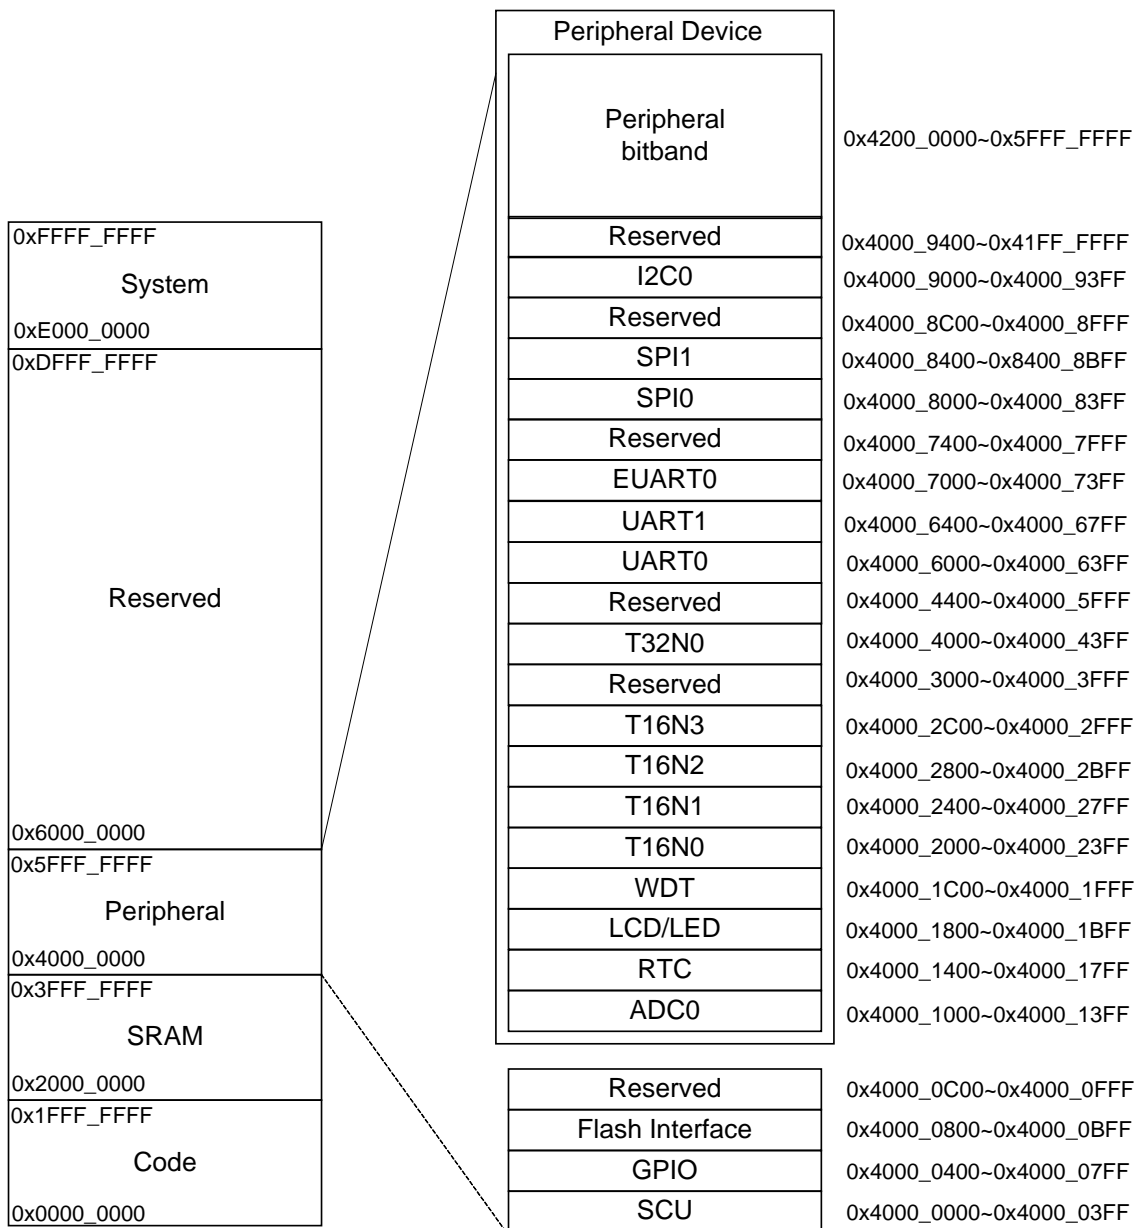 0xFFFF_FFFF
System
0xE000_0000
0xDFFF_FFFF
Reserved
0x6000_0000
0x5FFF_FFFF
Peripheral
0x4000_0000
0x3FFF_FFFF
SRAM
0x2000_0000
0x1FFF_FFFF
Code
0x0000_0000
Peripheral Device
Peripheral
bitband
0x4200_0000~0x5FFF_FFFF
Reserved 0x4000_9400~0x41FF_FFFF
I2C0 0x4000_9000~0x4000_93FF
Reserved 0x4000_8C00~0x4000_8FFF
SPI1 0x4000_8400~0x8400_8BFF
SPI0 0x4000_8000~0x4000_83FF
Reserved 0x4000_7400~0x4000_7FFF
EUART0 0x4000_7000~0x4000_73FF
UART1 0x4000_6400~0x4000_67FF
UART0 0x4000_6000~0x4000_63FF
Reserved 0x4000_4400~0x4000_5FFF
T32N0 0x4000_4000~0x4000_43FF
Reserved 0x4000_3000~0x4000_3FFF
T16N3 0x4000_2C00~0x4000_2FFF
T16N2 0x4000_2800~0x4000_2BFF
T16N1 0x4000_2400~0x4000_27FF
T16N0 0x4000_2000~0x4000_23FF
WDT 0x4000_1C00~0x4000_1FFF
LCD/LED 0x4000_1800~0x4000_1BFF
RTC 0x4000_1400~0x4000_17FF
ADC0 0x4000_1000~0x4000_13FF
Reserved 0x4000_0C00~0x4000_0FFF
Flash Interface 0x4000_0800~0x4000_0BFF
GPIO 0x4000_0400~0x4000_07FF
SCU 0x4000_0000~0x4000_03FF